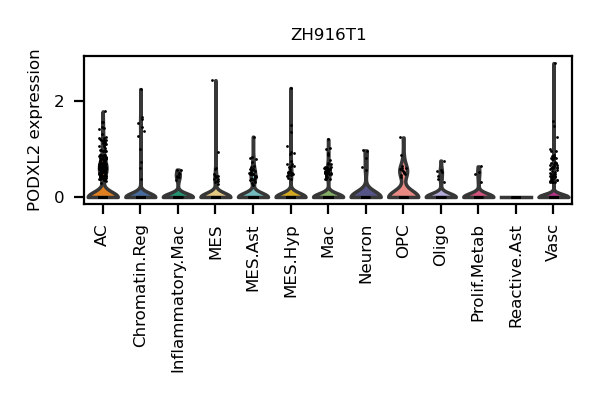 ZH916T1
PODXL2 expression
2
0
AC
Chromatin.Reg
Inflammatory.Mac
MES
MES.Ast
MES.Hyp
Mac
Neuron
OPC
Oligo
Prolif.Metab
Reactive.Ast
Vasc